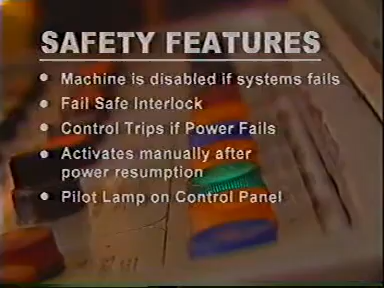 SAFETY FEATURES
• Machine is disabled if systems fails
• Fail Safe Interlock
• Control Trips if Power Fails
• Activates manually after
power resumption
• Pilot Lamp on Control Panel